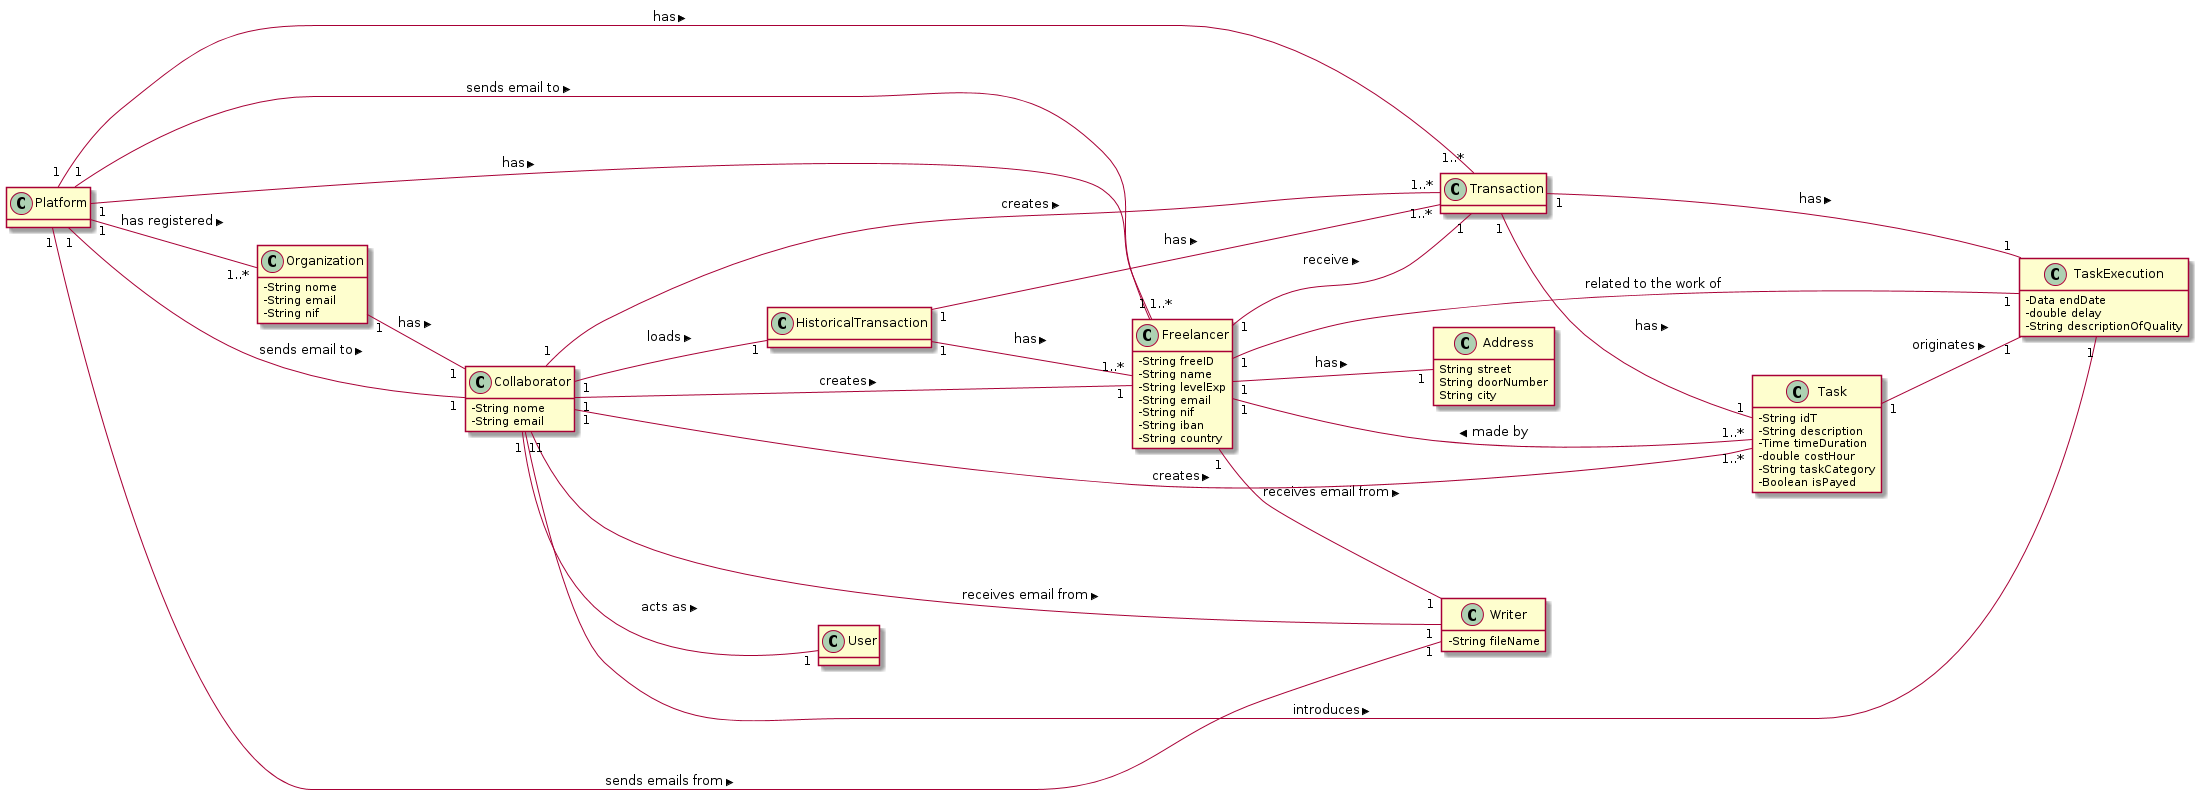 has ▶
sends email to ▶
1..*
1
1
has ▶
C Transaction
1..*
Platform
C Platform
creates ▶
has ▶
1
1
1
has registered ▶
1..*
1
1
1
1
1
has ▶
1
C Organization
-String nome
-String email
-String nif
1..*
receive ▶
C TaskExecution
-Data endDate
-double delay
-String descriptionOfQuality
related to the work of
1
1 1..*
C HistoricalTransaction
1
C Freelancer
-String freeID
-String name
-String levelExp
-String email
-String nif
-String iban
-String country
1
has ▶
1
loads ▶
has ▶
has ▶
C Address
String street
String doorNumber
String city
originates ▶
sends email to ▶
1
1
1
1
1
1
1..*
has ▶
1
1
C Collaborator
-String nome
-String email
creates ▶
1
1
1
1
1
1
1
C Task
-String idT
-String description
-Time timeDuration
-double costHour
-String taskCategory
-Boolean isPayed
1
1
1
1
◀ made by
1..*
1
11
1
creates ▶
1..*
receives email from ▶
receives email from ▶
1
acts as ▶
C User
1
C Writer
-String fileName
1
1
introduces ▶
sends emails from ▶